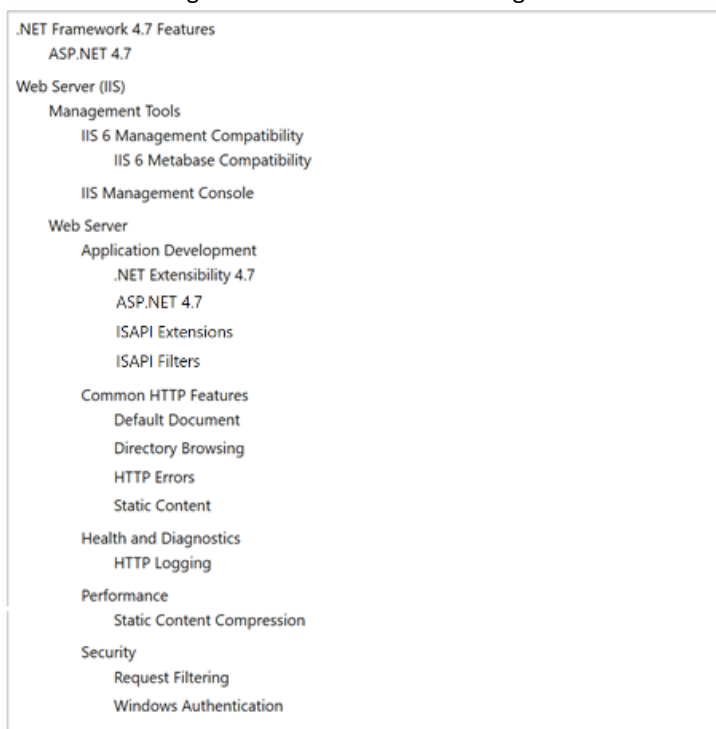 .NET Framework 4.7 Features
ASP.NET 4.7
Web Server (IIS)
Management Tools
IIS 6 Management Compatibility
IIS 6 Metabase Compatibility
IIS Management Console
Web Server
Application Development
.NET Extensibility 4.7
ASP.NET 4.7
ISAPI Extensions
ISAPI Filters
Common HTTP Features
Default Document
Directory Browsing
HTTP Errors
Static Content
Health and Diagnostics
HTTP Logging
Performance
Static Content Compression
Security
Request Filtering
Windows Authentication